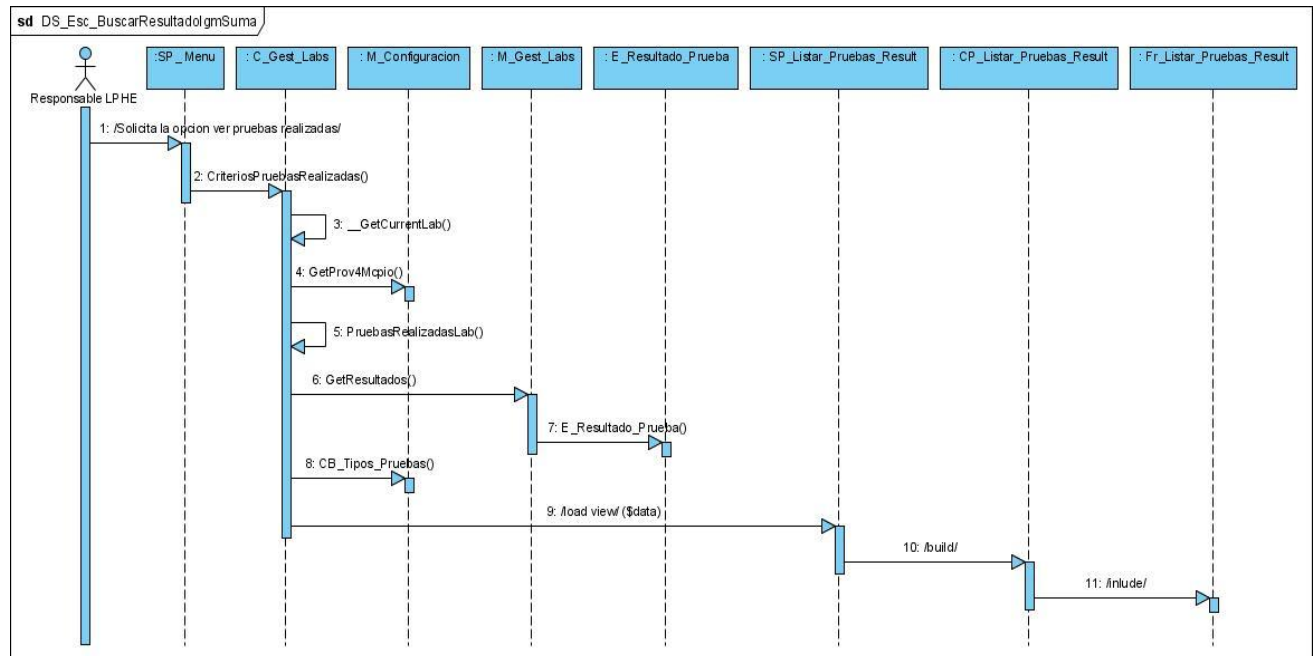 sd DS_Esc_BuscarResultadoIgmSuma
:SP_Menu
: C_Gest_Labs
: M_Configuracion
: M_Gest_Labs
: E_Resultado_Prueba
: SP_Listar_Pruebas_Result
: CP_Listar_Pruebas_Result
: Fr_Listar_Pruebas_Result
Responsable LPHE
1: /Solicita la opcion ver pruebas realizadas/
2: CriteriosPruebasRealizadas()
3: __GetCurrentLab()
4: GetProv4Mcpio()
5: PruebasRealizadasLab()
6: GetResultados()
7: E_Resultado_Prueba()
8: CB_Tipos_Pruebas()
9: /load view/ ($data)
10: /build/
11: /inlude/